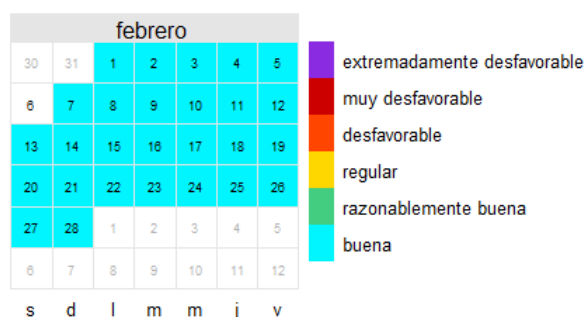 febrero
30 31 1 2 3 4 5
6 7 8 9 10 11 12
13 14 15 16 17 18 19
20 21 22 23 24 25 26
27 28 1 2 3 4 5
6 7 8 9 10 11 12
s d l m m j v
extremadamente desfavorable
muy desfavorable
desfavorable
regular
razonablemente buena
buena